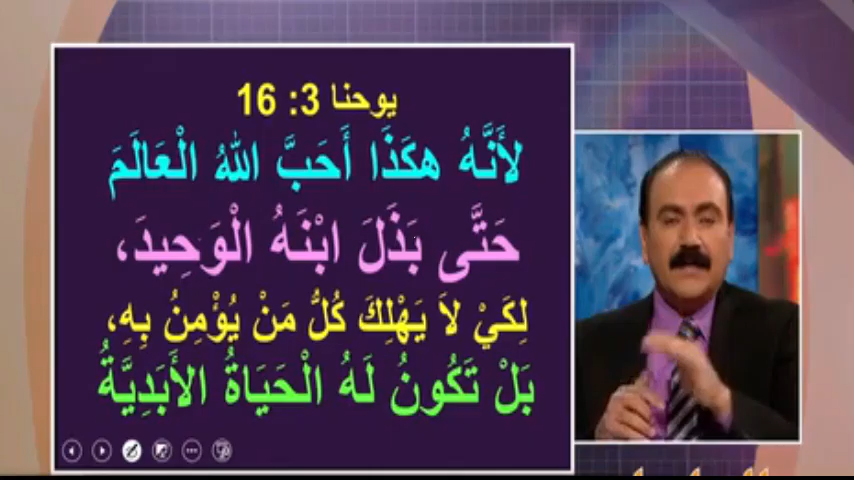 يوحنا 3: 16
لأَنَّهُ هكَذَا أَحَبَّ اللهُ الْعَالَمَ
حَتَّى بَذَلَ ابْنَهُ الْوَحِيدَ،
لِكَيْ لاَ يَهْلِكَ كُلُّ مَنْ يُؤْمِنُ بِهِ،
بَلْ تَكُونُ لَهُ الْحَيَاةُ الأَبَدِيَّةُ